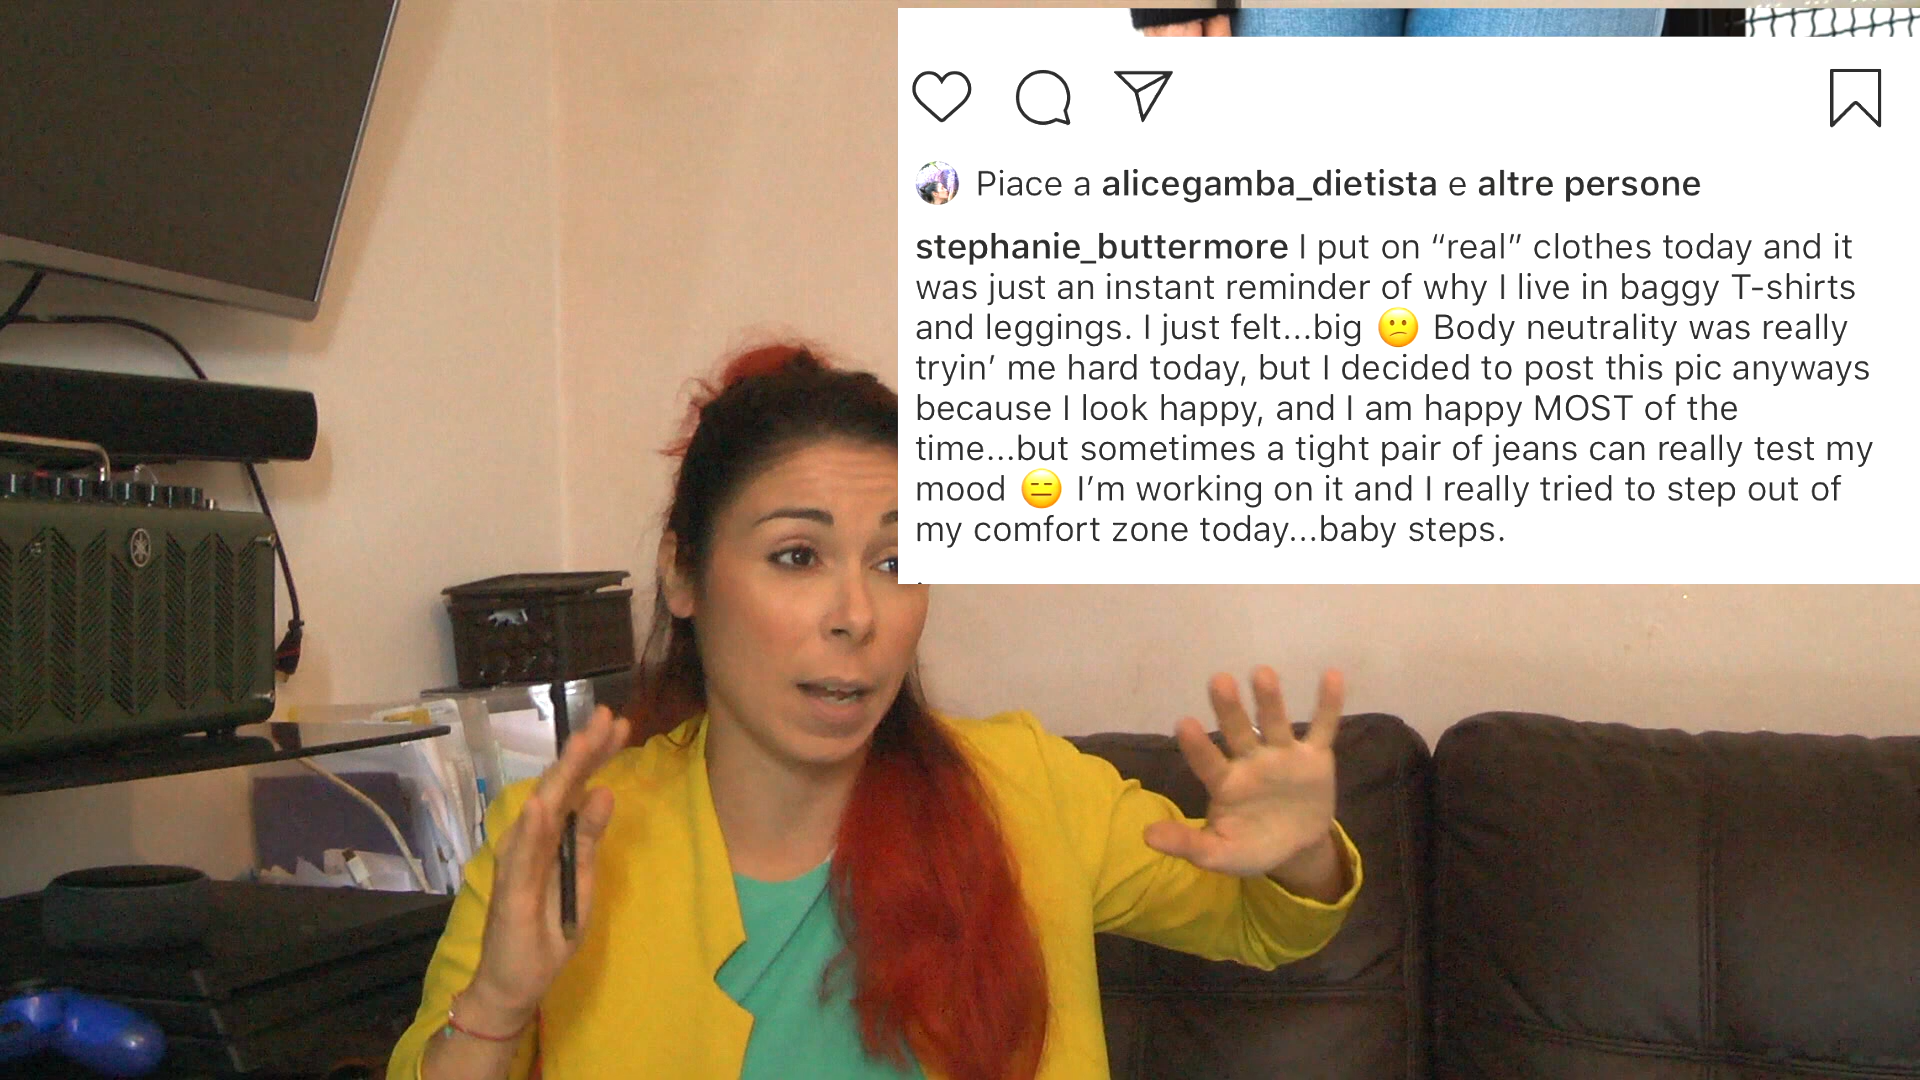 Piace a alicegamba_dietista e altre persone
stephanie_buttermore I put on “real” clothes today and it
was just an instant reminder of why I live in baggy T-shirts
and leggings. I just felt...big 😕 Body neutrality was really
tryin’ me hard today, but I decided to post this pic anyways
because I look happy, and I am happy MOST of the
time...but sometimes a tight pair of jeans can really test my
mood 😑 I’m working on it and I really tried to step out of
my comfort zone today...baby steps.